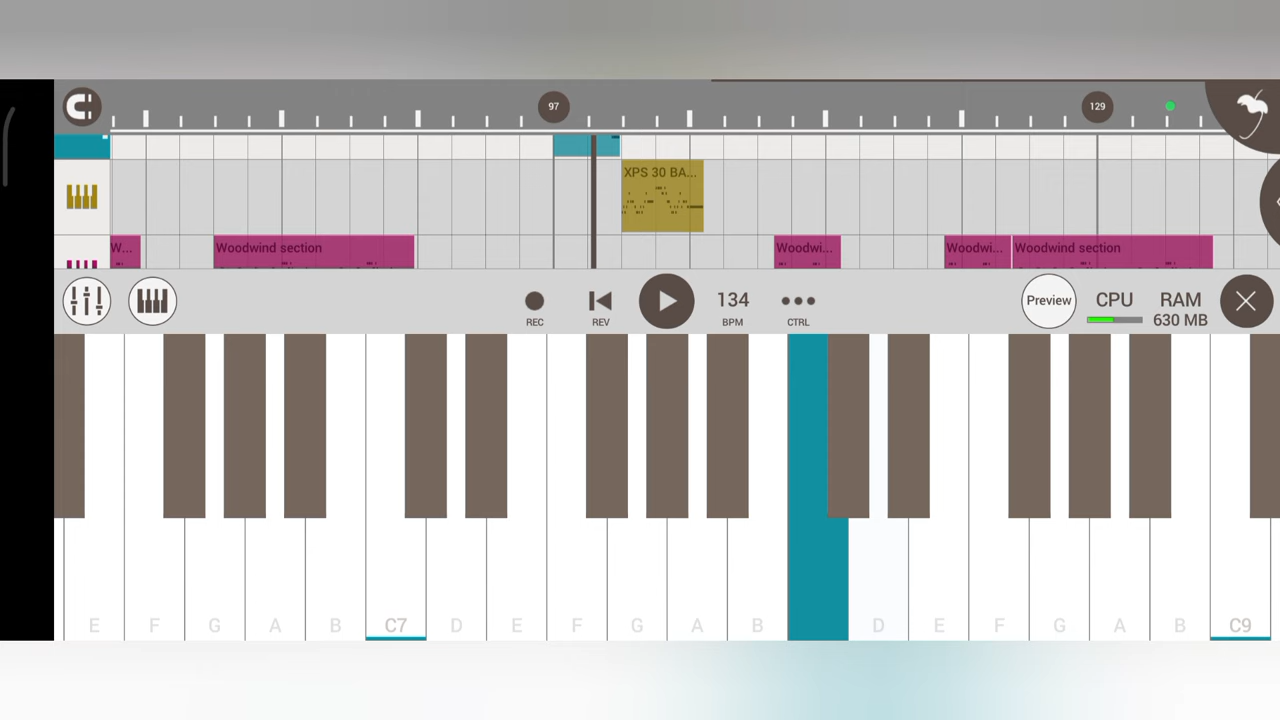 97
129
XPS 30 BA...
W...
Woodwind section
Woodwi...
Woodwi...
Woodwind section
REC
REV
134
BPM
CTRL
Preview
CPU
RAM
630 MB
E F G A B C7 D E F G A B D E F G A B C9